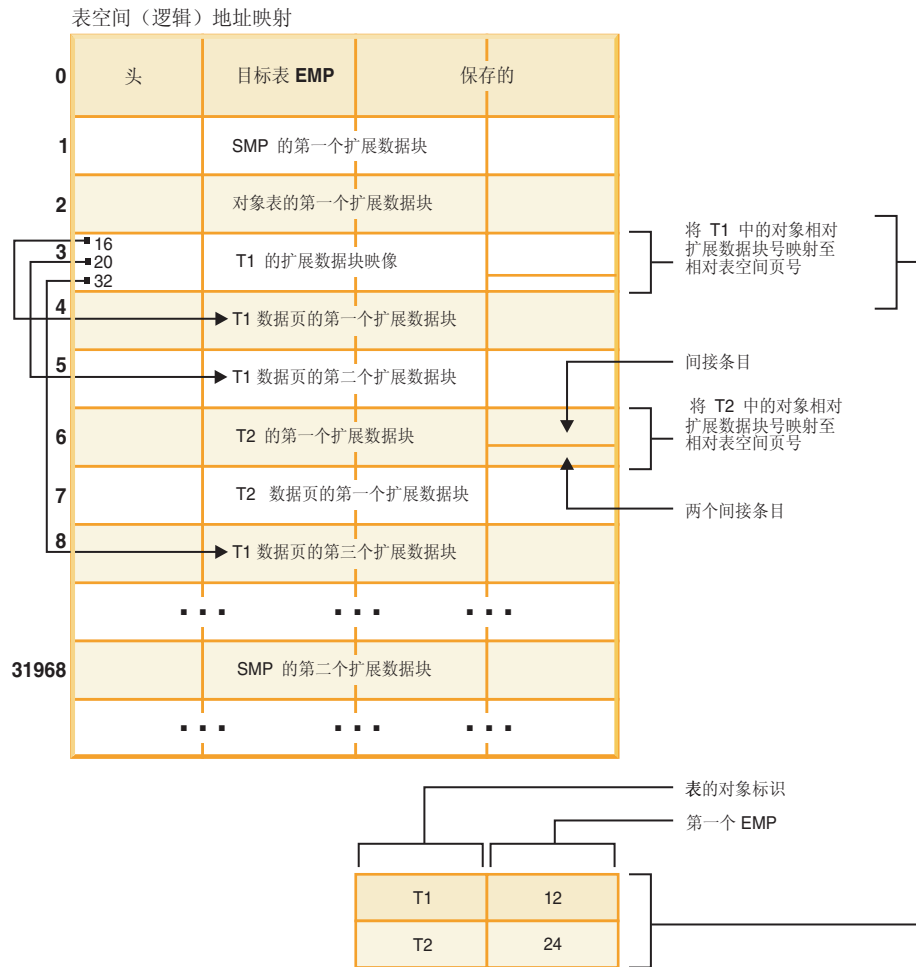 表空间（逻辑）地址映射
0
头
目标表 EMP
保存的
1
SMP 的第一个扩展数据块
2
对象表的第一个扩展数据块
3
16
20
32
T1 的扩展数据块映像
将 T1 中的对象相对
扩展数据块号映射至
相对表空间页号
4
T1 数据页的第一个扩展数据块
5
T1 数据页的第二个扩展数据块
间接条目
6
T2 的第一个扩展数据块
将 T2 中的对象相对
扩展数据块号映射至
相对表空间页号
7
T2 数据页的第一个扩展数据块
两个间接条目
8
T1 数据页的第三个扩展数据块
31968
SMP 的第二个扩展数据块
表的对象标识
第一个 EMP
T1
12
T2
24